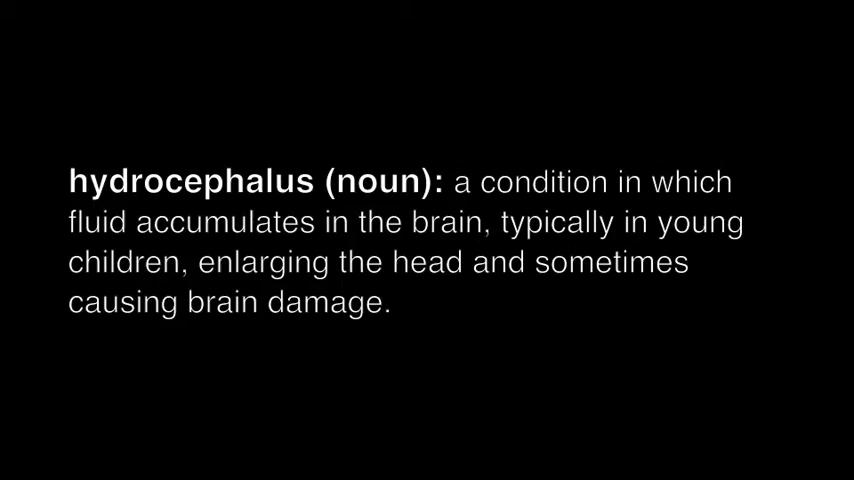 hydrocephalus (noun): a condition in which
fluid accumulates in the brain, typically in young
children, enlarging the head and sometimes
causing brain damage.